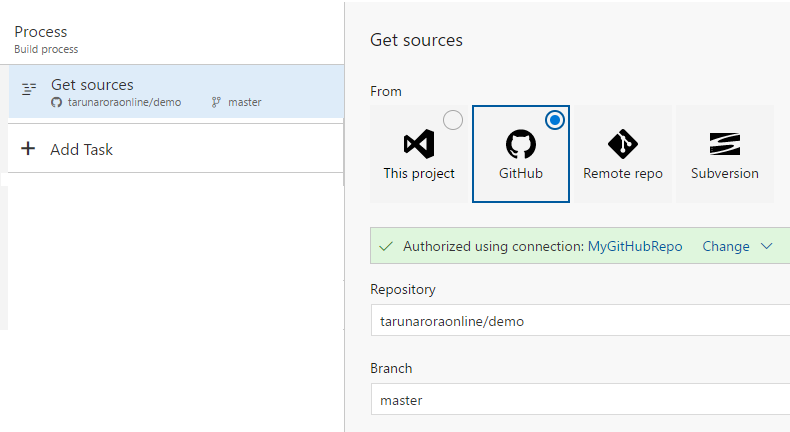 Process
Build process
Get sources
tarunaroraonline/demo master
Add Task
Get sources
From
This project GitHub Remote repo Subversion
Authorized using connection: MyGitHubRepo Change
Repository
tarunaroraonline/demo
Branch
master